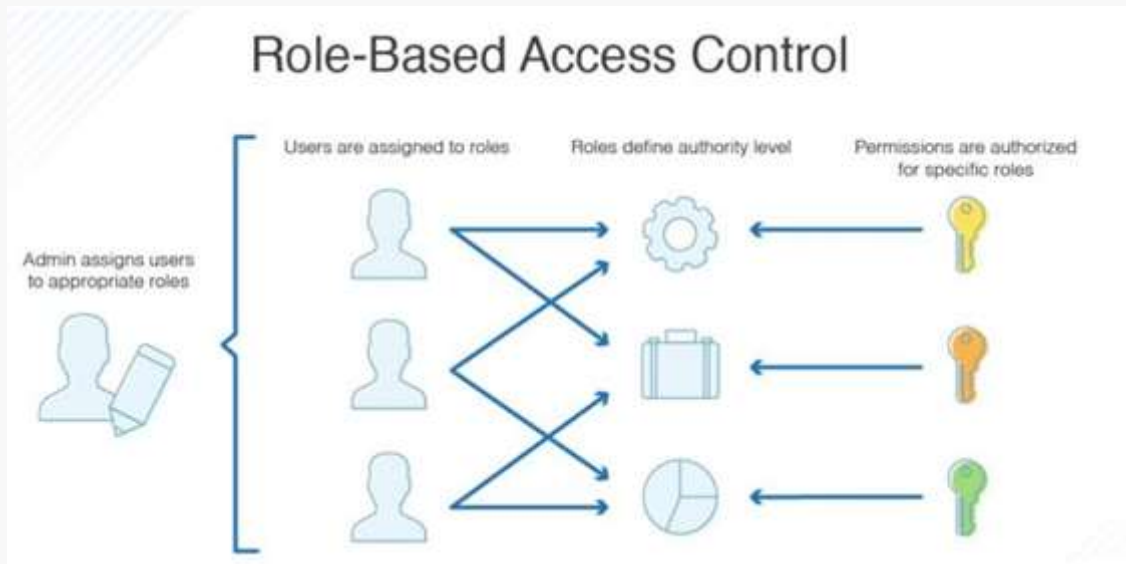 Role-Based Access Control
Users are assigned to roles
Roles define authority level
Permissions are authorized
for specific roles
Admin assigns users
to appropriate roles